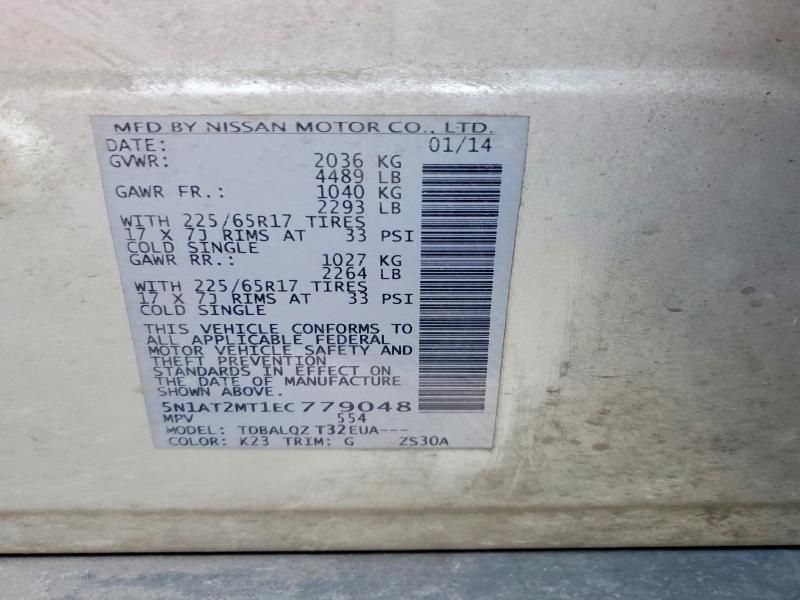 MFD BY NISSAN MOTOR CO., LTD.
DATE: 01/14
GVWR: 2036 KG
4489 LB
GAWR FR.: 1040 KG
2293 LB
WITH 225/65R17 TIRES
17 X 7J RIMS AT 33 PSI
COLD SINGLE
GAWR RR.: 1027 KG
2264 LB
WITH 225/65R17 TIRES
17 X 7J RIMS AT 33 PSI
COLD SINGLE
THIS VEHICLE CONFORMS TO
ALL APPLICABLE FEDERAL
MOTOR VEHICLE SAFETY AND
THEFT PREVENTION
STANDARDS IN EFFECT ON
THE DATE OF MANUFACTURE
SHOWN ABOVE.
5N1AT2MT1EC779048
MPV 554
MODEL: TDBALQZ T32EUA---
COLOR: K23 TRIM: G ZS30A